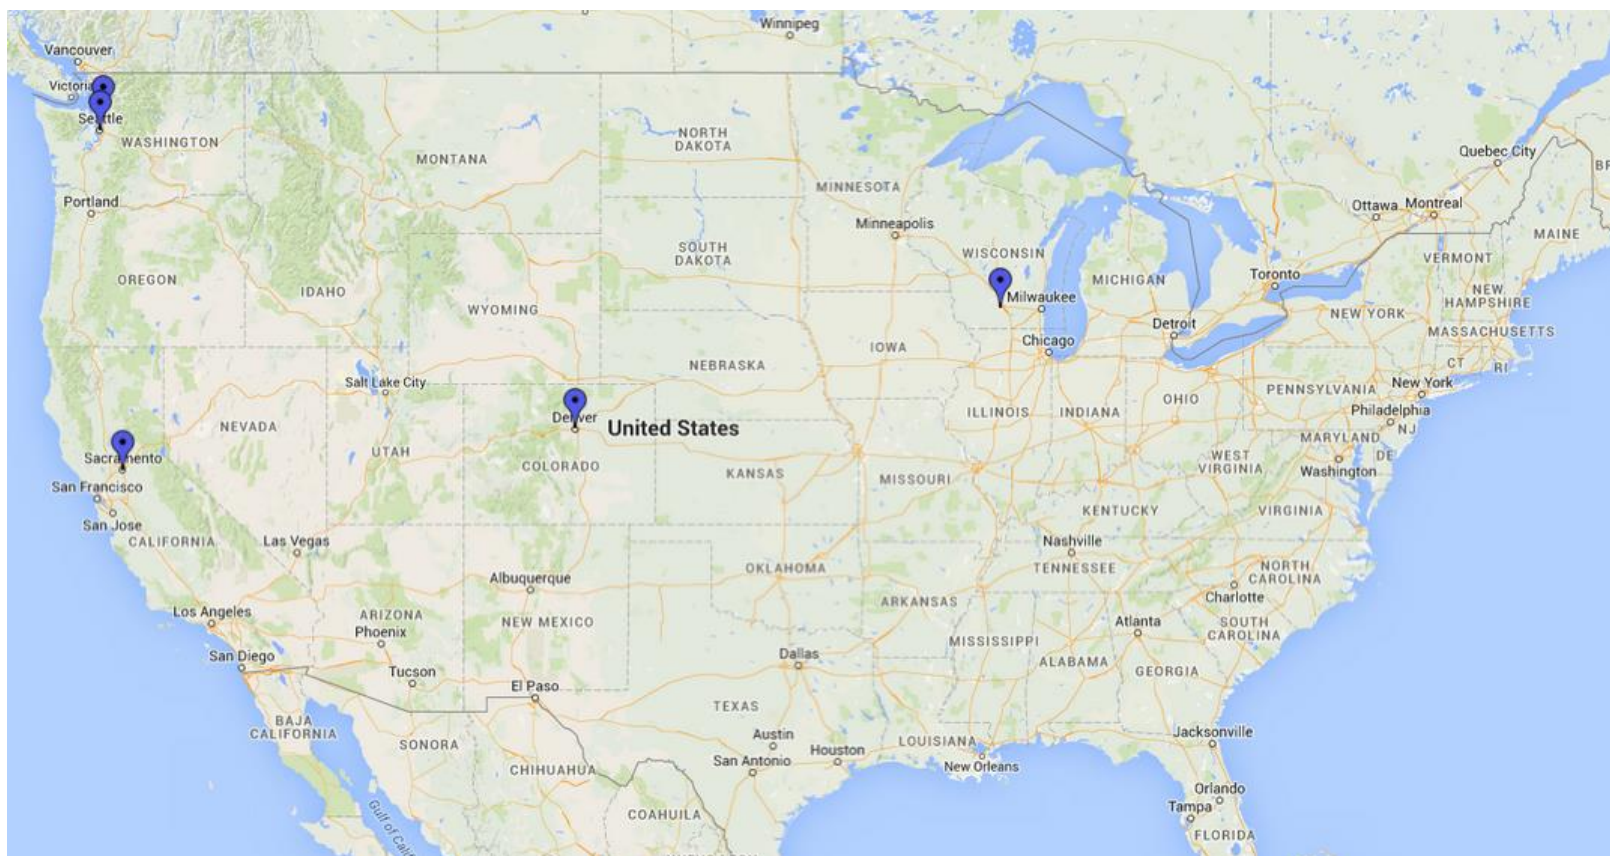 Winnipeg
Vancouver
Victoria
Seattle
WASHINGTON
NORTH
DAKOTA
MONTANA
Quebec City
MINNESOTA
Portland
Ottawa
Montreal
Minneapolis
MAINE
SOUTH
DAKOTA
WISCONSIN
VERMONT
OREGON
IDAHO
MICHIGAN
Toronto
NEW
HAMPSHIRE
Milwaukee
WYOMING
NEW YORK
Detroit
MASSACHUSETTS
Chicago
IOWA
NEBRASKA
CT
RI
Salt Lake City
PENNSYLVANIA
New York
OHIO
Philadelphia
ILLINOIS
INDIANA
Denver
United States
NEVADA
NJ
MARYLAND
UTAH
DE
Sacramento
COLORADO
WEST
VIRGINIA
Washington
KANSAS
MISSOURI
San Francisco
KENTUCKY
VIRGINIA
San Jose
CALIFORNIA
Las Vegas
Nashville
OKLAHOMA
TENNESSEE
NORTH
CAROLINA
Albuquerque
Charlotte
ARKANSAS
Los Angeles
ARIZONA
NEW MEXICO
Atlanta
SOUTH
CAROLINA
Phoenix
MISSISSIPPI
San Diego
Dallas
ALABAMA
GEORGIA
Tucson
El Paso
TEXAS
BAJA
CALIFORNIA
Austin
Jacksonville
SONORA
LOUISIANA
Houston
San Antonio
New Orleans
CHIHUAHUA
Orlando
Tampa
COAHUILA
Gulf of Cali
FLORIDA